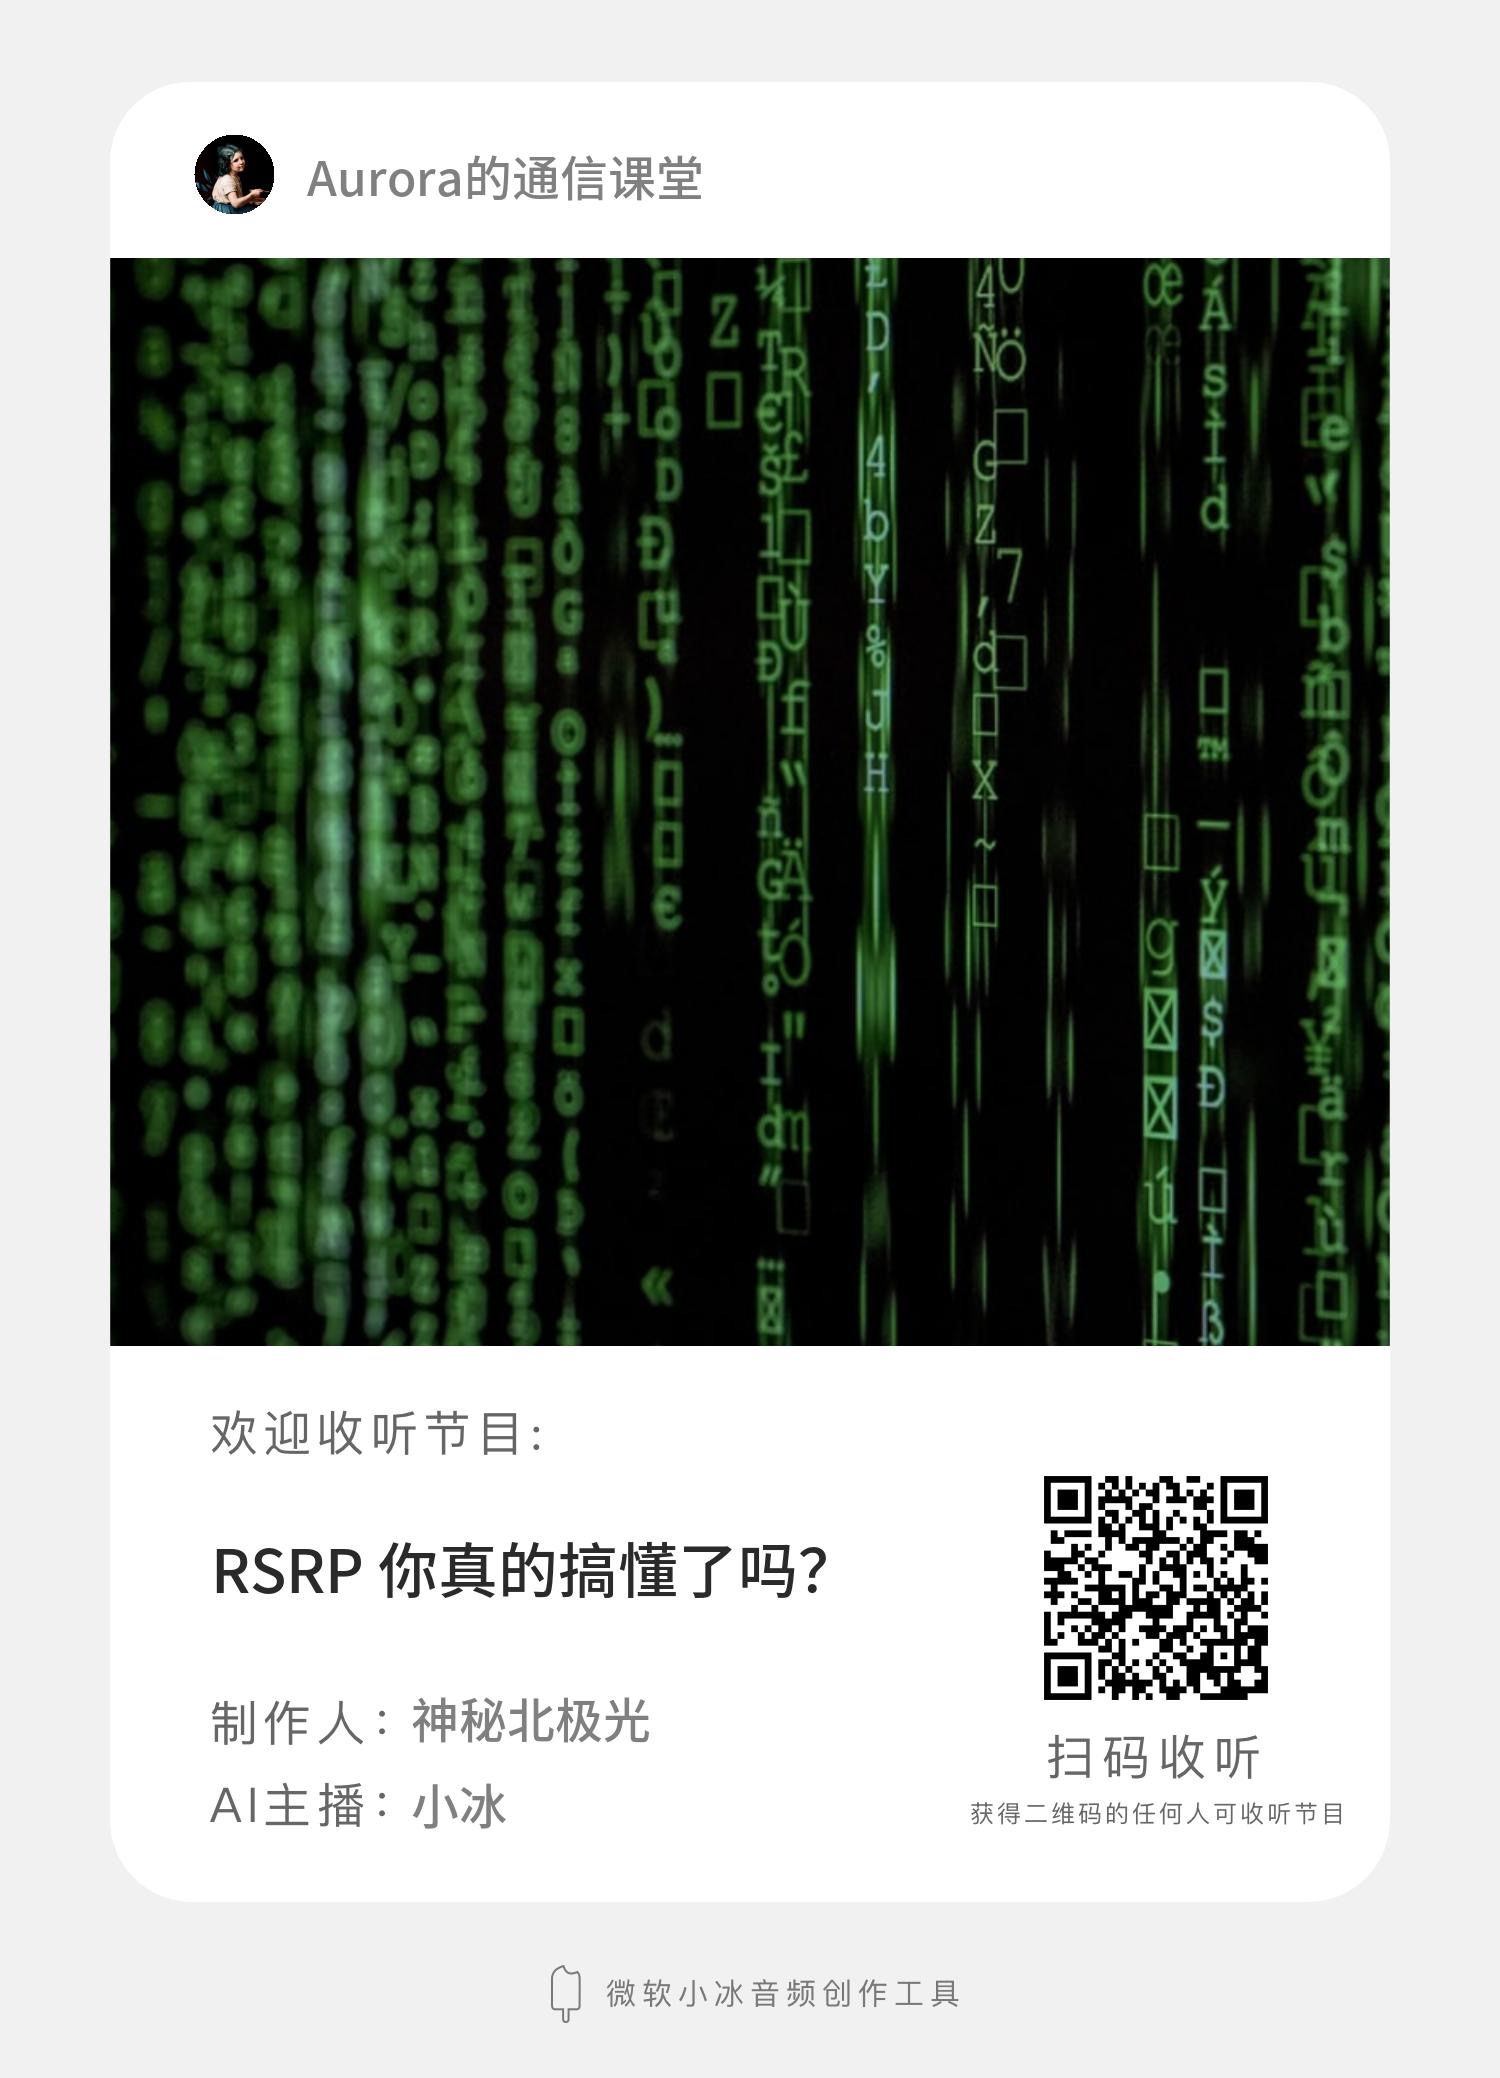 Aurora的通信课堂
欢迎收听节目:
RSRP 你真的搞懂了吗?
制作人: 神秘北极光
AI主播: 小冰
扫码收听
获得二维码的任何人可收听节目
微软小冰音频创作工具